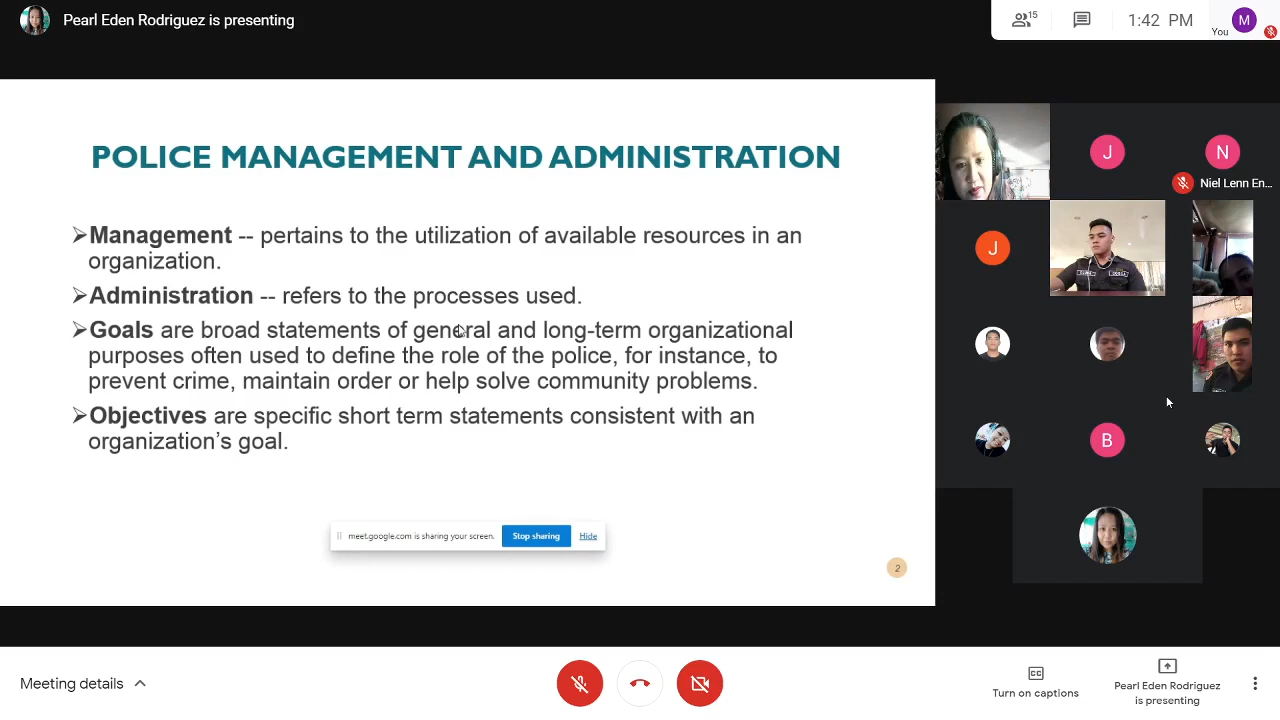 Pearl Eden Rodriguez is presenting
15
1:42 PM
You
M
POLICE MANAGEMENT AND ADMINISTRATION
➢Management -- pertains to the utilization of available resources in an
organization.
➢Administration -- refers to the processes used.
➢Goals are broad statements of general and long-term organizational
purposes often used to define the role of the police, for instance, to
prevent crime, maintain order or help solve community problems.
➢Objectives are specific short term statements consistent with an
organization’s goal.
meet.google.com is sharing your screen.
Stop sharing
Hide
2
J
N
Niel Lenn En...
J
B
Meeting details
CC
Turn on captions
Pearl Eden Rodriguez
is presenting